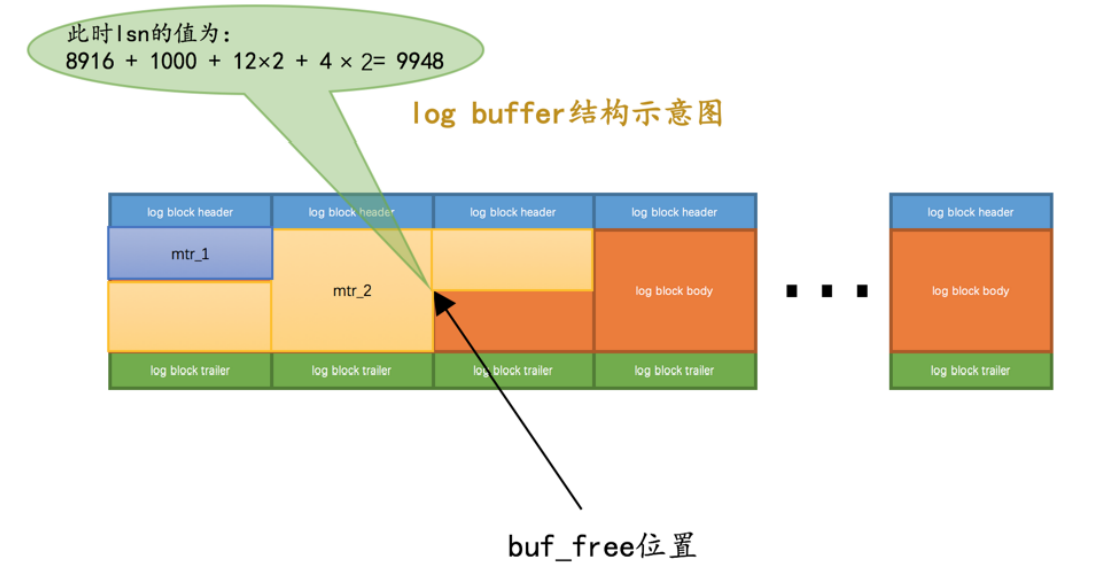 此时lsn的值为：
8916 + 1000 + 12×2 + 4 × 2= 9948
log buffer结构示意图
log block header
log block header
log block header
log block header
log block header
mtr_1
mtr_2
log block body
log block body
log block trailer
log block trailer
log block trailer
log block trailer
log block trailer
buf_free位置